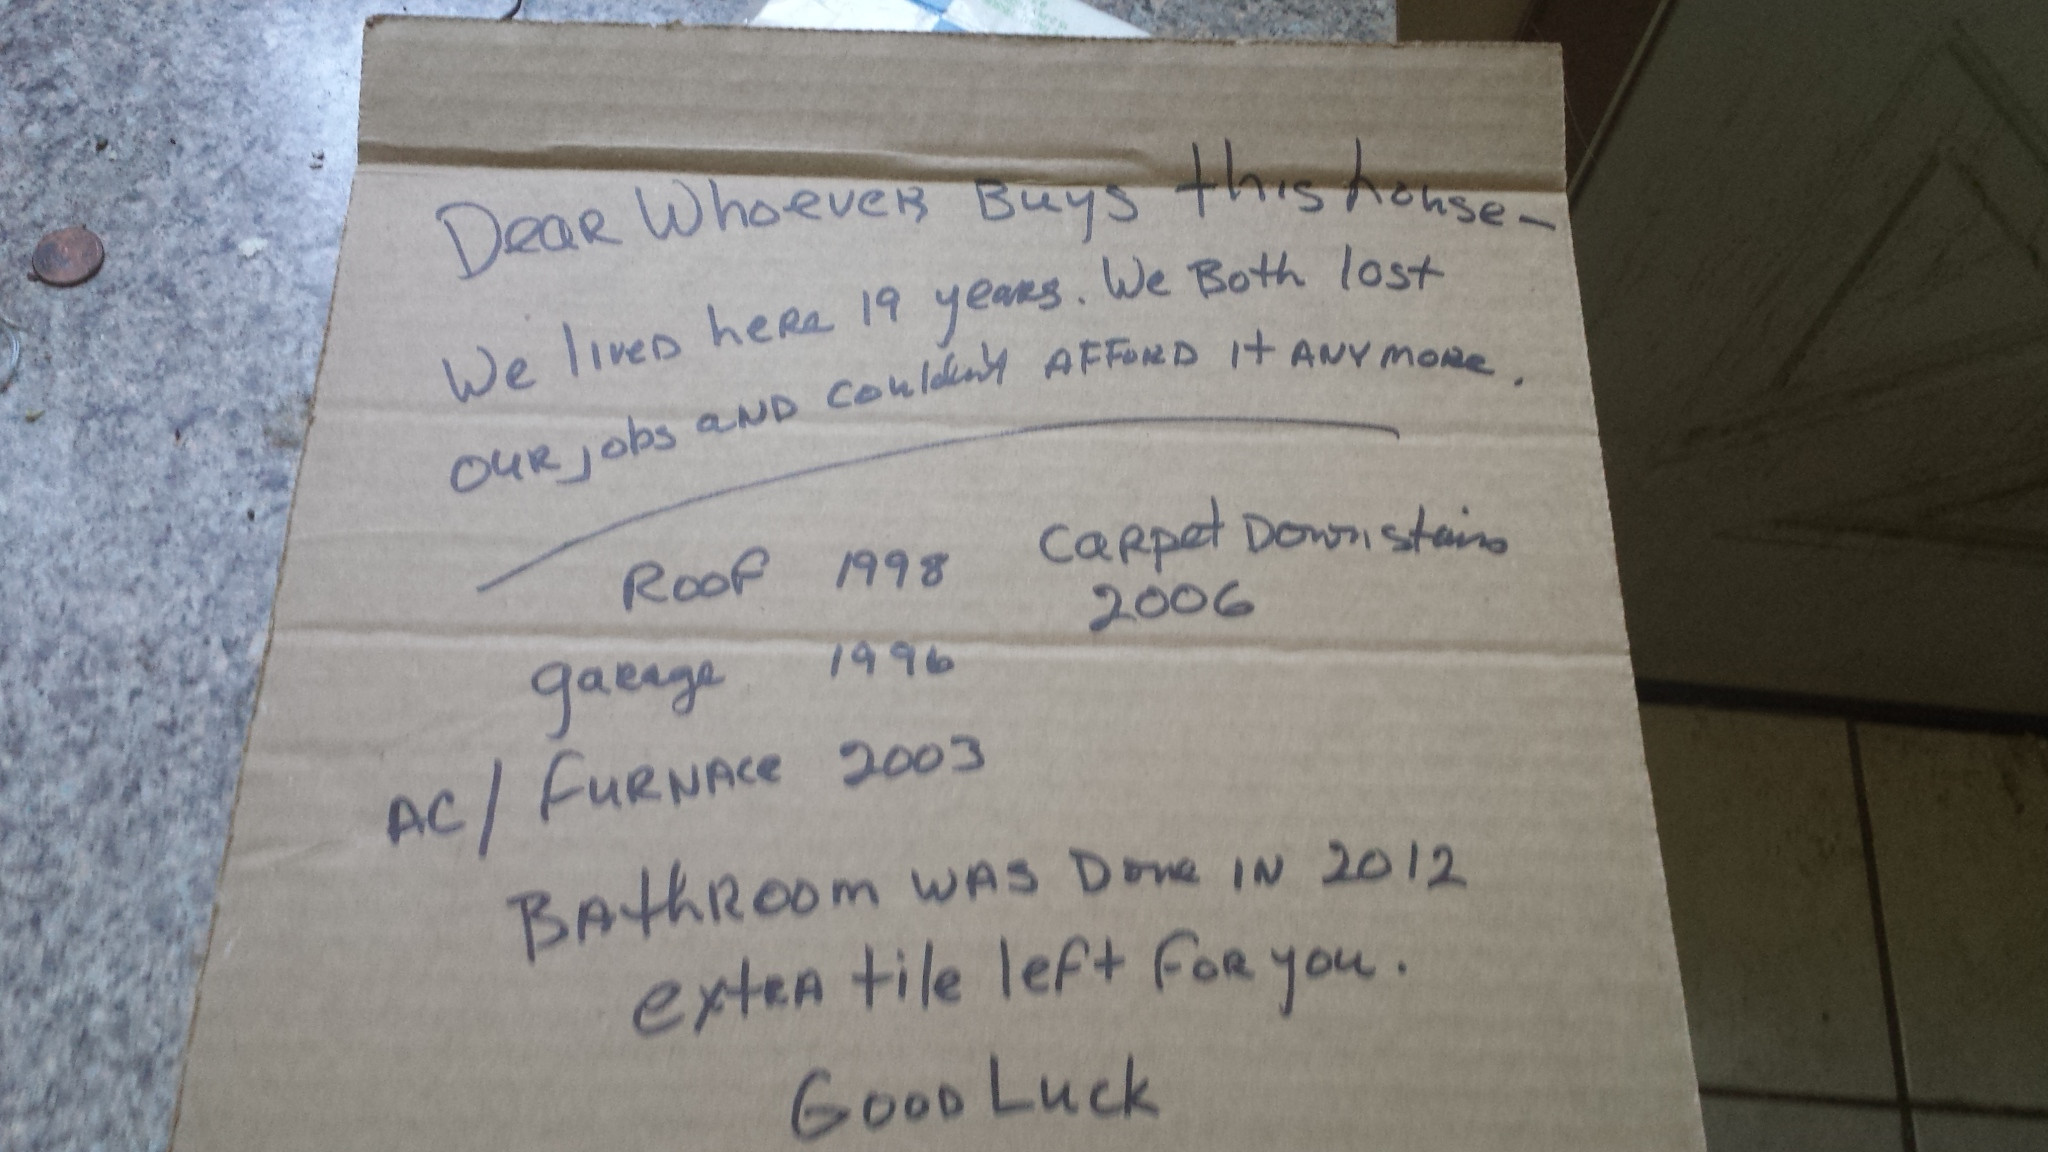 Dear Whoever Buys this house -
We lived here 19 years. We Both lost
our jobs and couldn't AFFORD it ANYMORE.
Roof 1998 Carpet Downstairs
2006
garage 1996
AC/ FURNACE 2003
BAthRoom WAS Done IN 2012
extRA tile left FOR you.
GOOD Luck